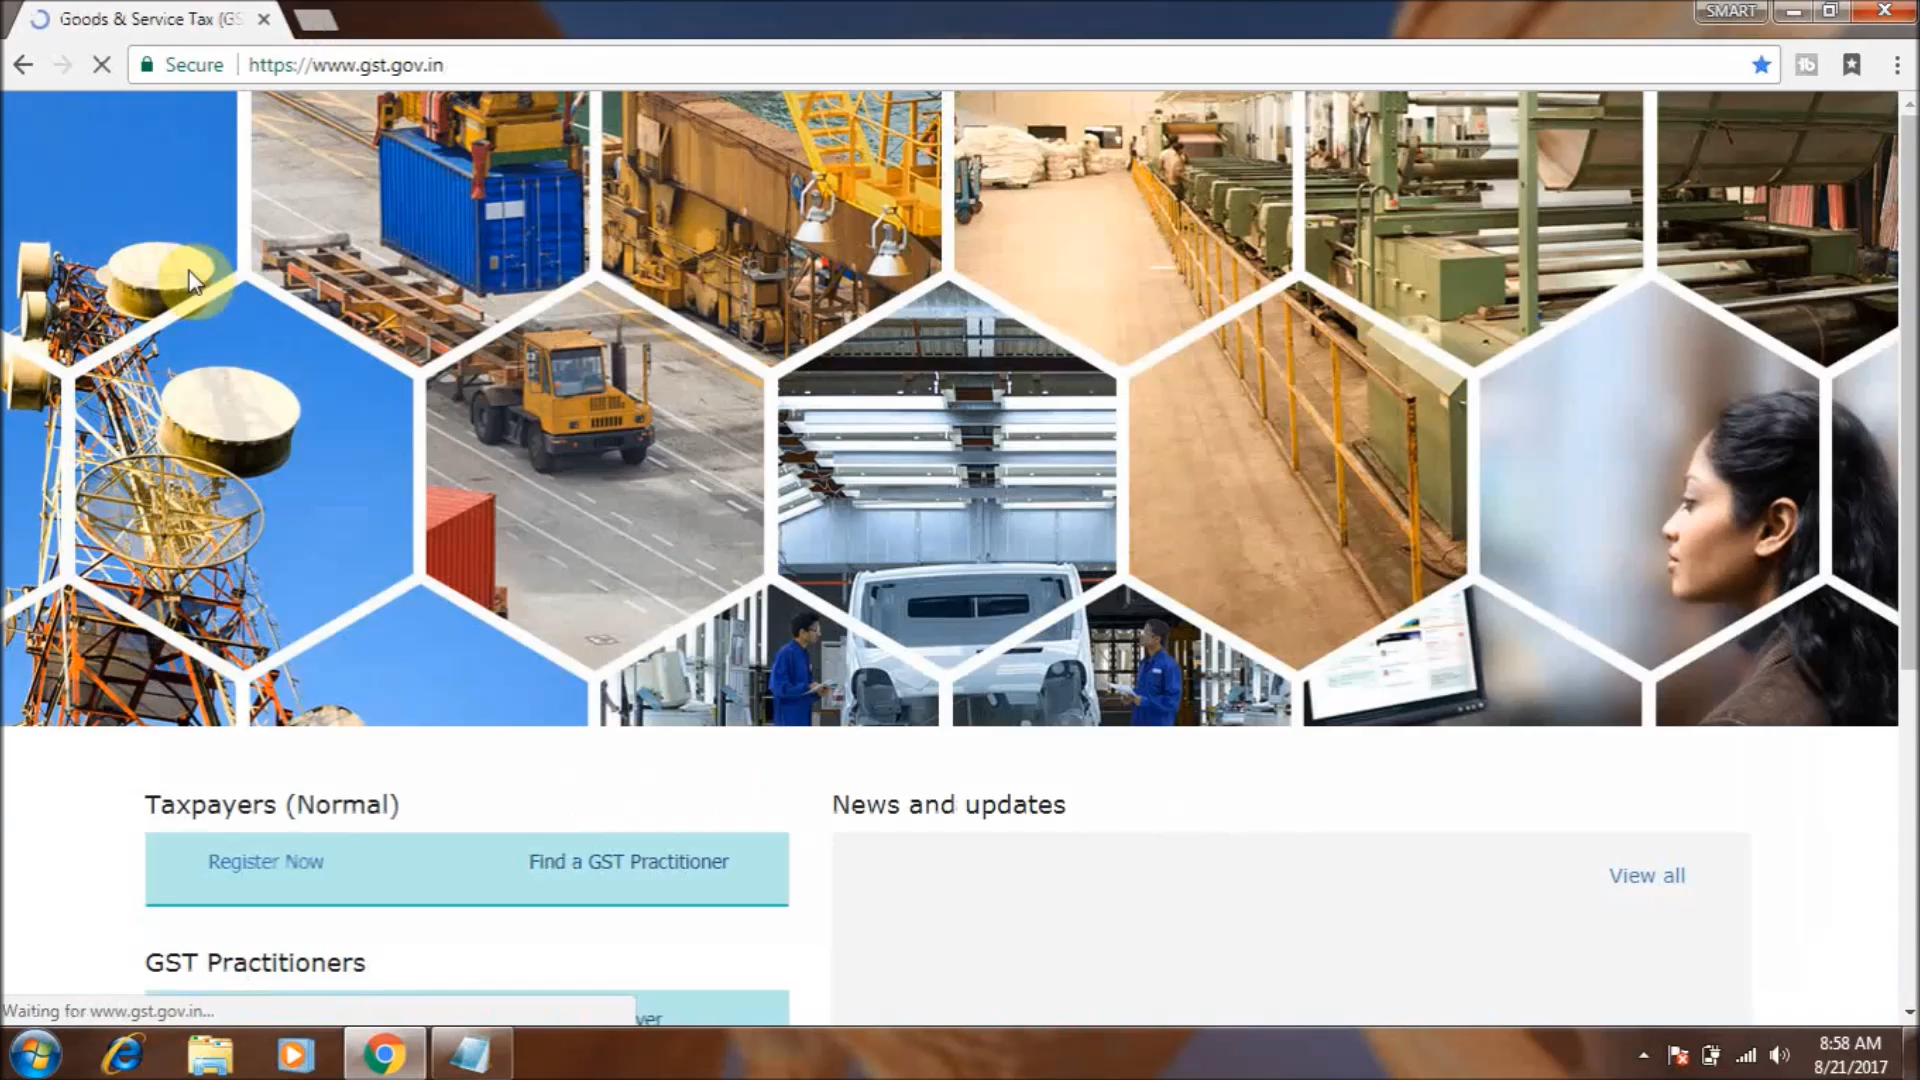 Goods & Service Tax (GS
SMART
Secure
https://www.gst.gov.in
Taxpayers (Normal)
Register Now
Find a GST Practitioner
News and updates
View all
GST Practitioners
Waiting for www.gst.gov.in...
ver
8:58 AM
8/21/2017